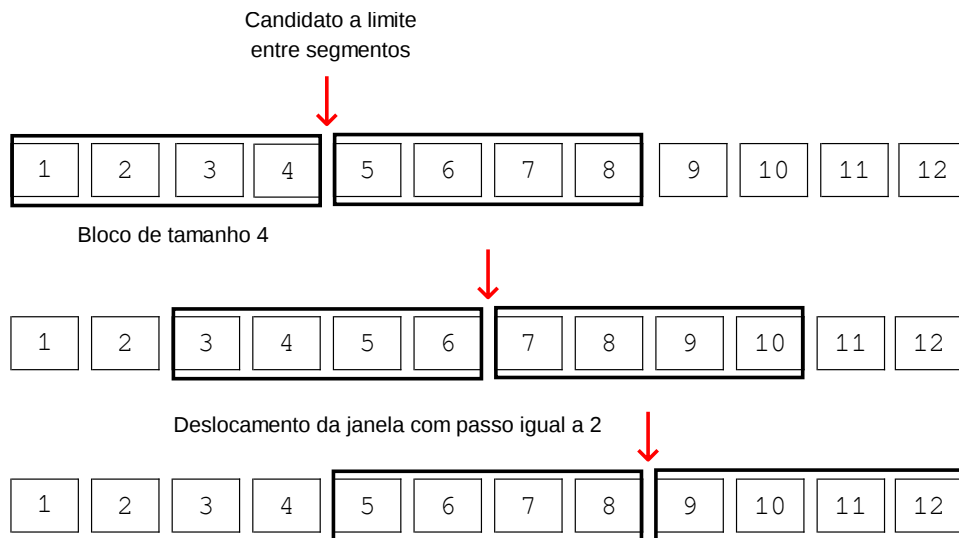 Candidato a limite
entre segmentos
1 2 3 4 5 6 7 8 9 10 11 12
Bloco de tamanho 4
1 2 3 4 5 6 7 8 9 10 11 12
Deslocamento da janela com passo igual a 2
1 2 3 4 5 6 7 8 9 10 11 12